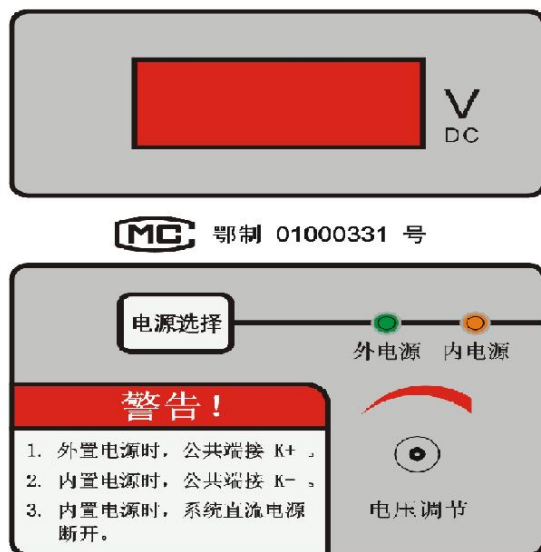 V
DC
MC 鄂制 01000331 号
电源选择
外电源 内电源
警告！
1. 外置电源时，公共端接 K+ 。
2. 内置电源时，公共端接 K- 。
3. 内置电源时，系统直流电源
断开。
电压调节